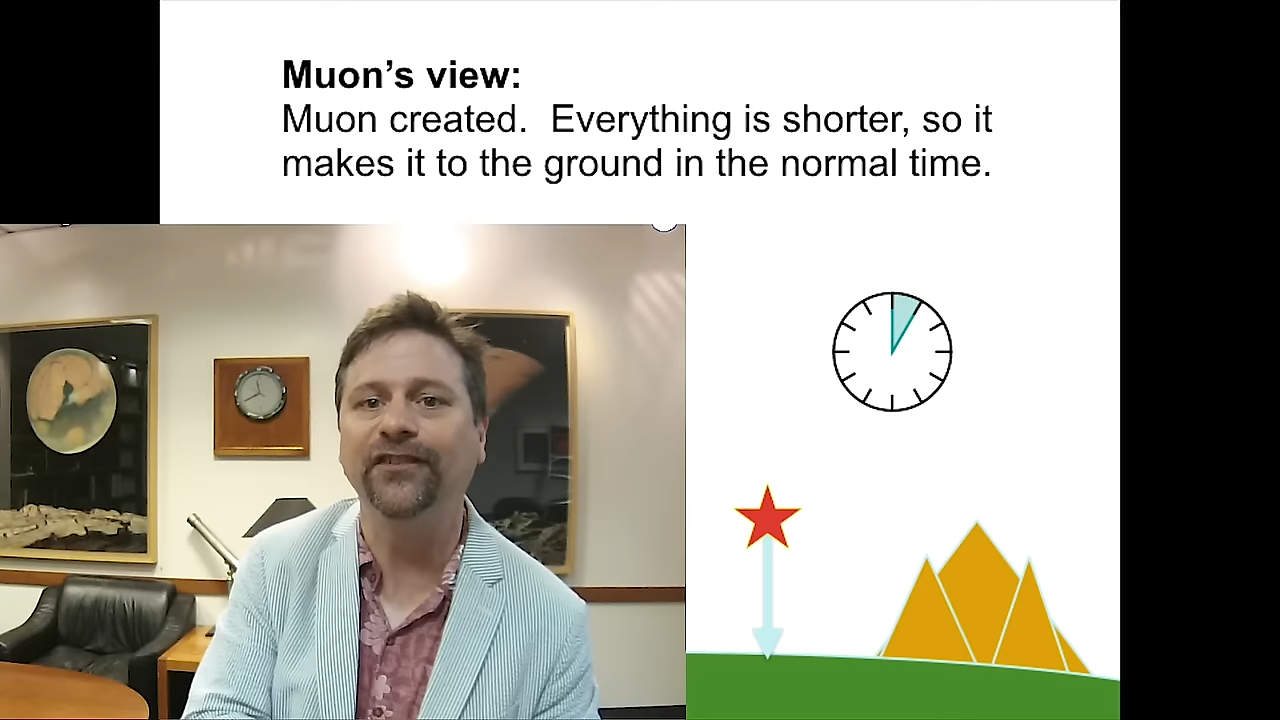 Muon’s view:
Muon created.  Everything is shorter, so it
makes it to the ground in the normal time.